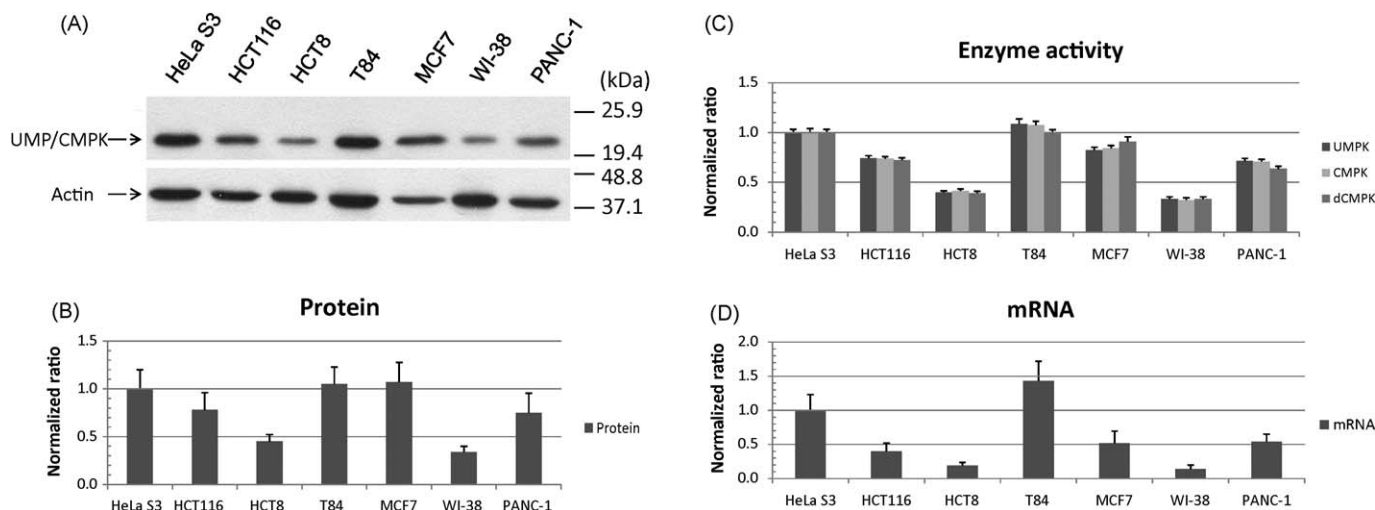 (A)
HeLa S3 HCT116 HCT8 T84 MCF7 WI-38 PANC-1
(kDa)
25.9
UMP/CMPK
19.4
48.8
Actin
37.1
(B)
Protein
Normalized ratio
1.5
1.0
0.5
0.0
HeLa S3 HCT116 HCT8 T84 MCF7 WI-38 PANC-1
Protein
(C)
Enzyme activity
Normalized ratio
1.5
1.0
0.5
0.0
HeLa S3 HCT116 HCT8 T84 MCF7 WI-38 PANC-1
UMPK
CMPK
dCMPK
(D)
mRNA
Normalized ratio
2.0
1.5
1.0
0.5
0.0
HeLa S3 HCT116 HCT8 T84 MCF7 WI-38 PANC-1
mRNA